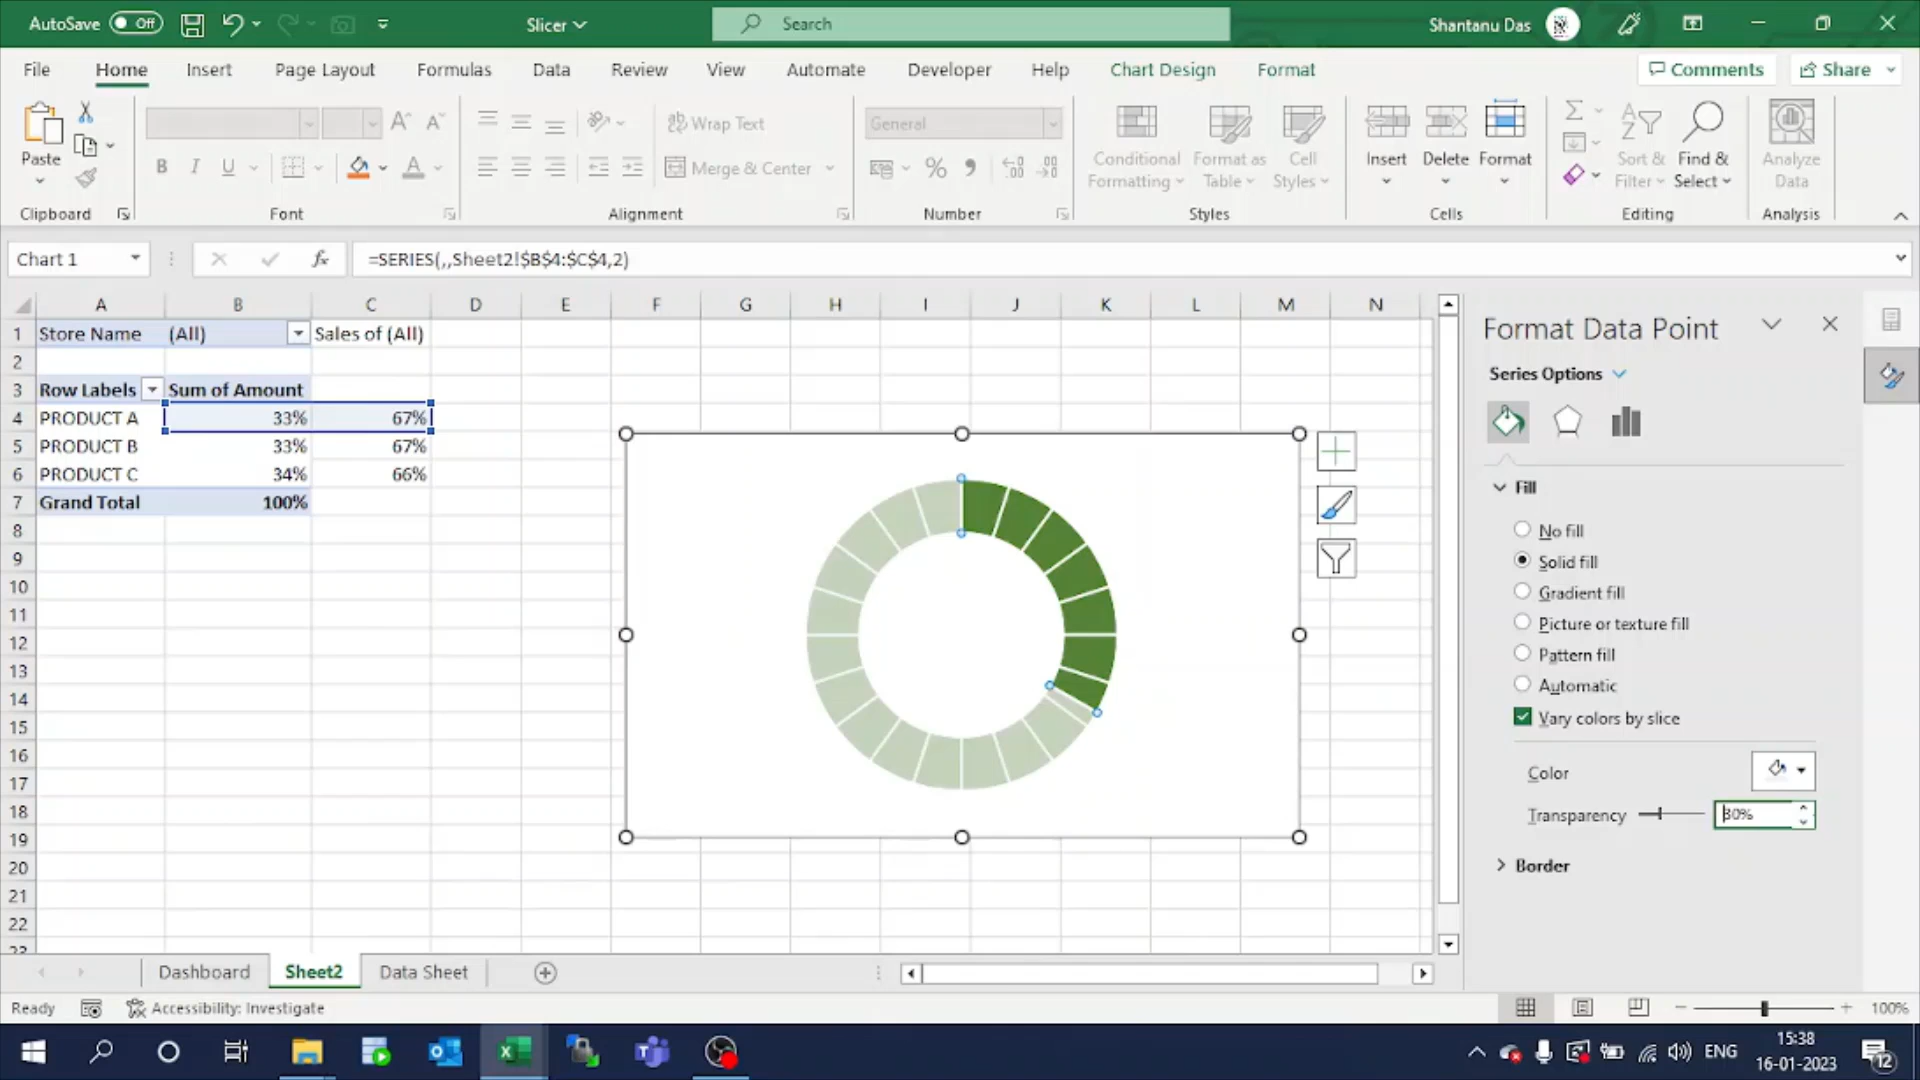 AutoSave Off Slicer Search Shantanu Das
File Home Insert Page Layout Formulas Data Review View Automate Developer Help Chart Design Format Comments Share
Paste
B I U
Wrap Text
Merge & Center
General
Conditional Formatting
Format as Table
Cell Styles
Insert Delete Format
Sort & Filter
Find & Select
Analyze Data
Clipboard Font Alignment Number Styles Cells Editing Analysis
Chart 1 fx =SERIES(,,Sheet2!$B$4:$C$4,2)
A B C D E F G H I J K L M N
1 Store Name (All) Sales of (All)
2
3 Row Labels Sum of Amount
4 PRODUCT A 33% 67%
5 PRODUCT B 33% 67%
6 PRODUCT C 34% 66%
7 Grand Total 100%
8
9
10
11
12
13
14
15
16
17
18
19
20
21
22
23
Format Data Point
Series Options
Fill
No fill
Solid fill
Gradient fill
Picture or texture fill
Pattern fill
Automatic
Vary colors by slice
Color
Transparency 30%
Border
Dashboard Sheet2 Data Sheet
Ready Accessibility: Investigate 100%
ENG 15:38
16-01-2023
12